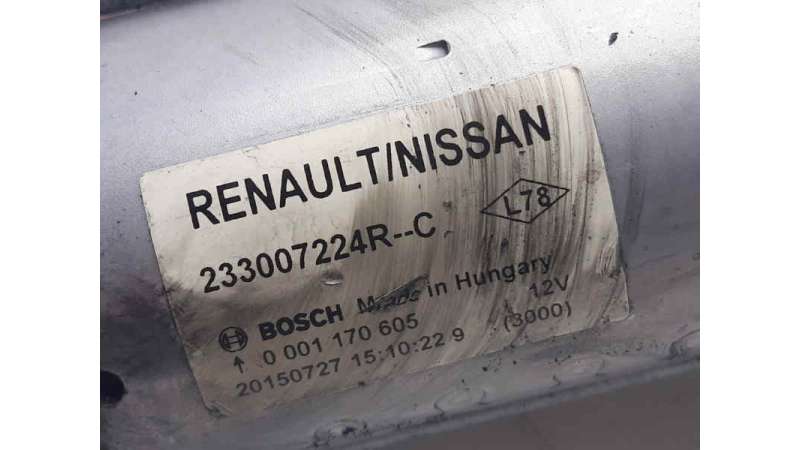 RENAULT/NISSAN
233007224R--C L78
BOSCH Made in Hungary
0 001 170 605 12V
20150727 15:10:22 9 (3000)